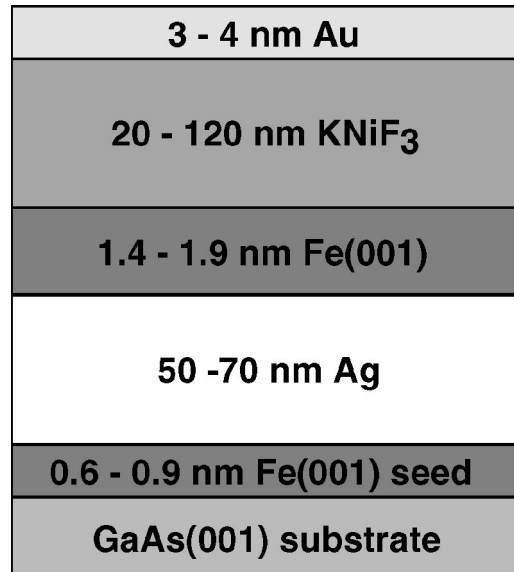 3 - 4 nm Au
20 - 120 nm KNiF3
1.4 - 1.9 nm Fe(001)
50 -70 nm Ag
0.6 - 0.9 nm Fe(001) seed
GaAs(001) substrate